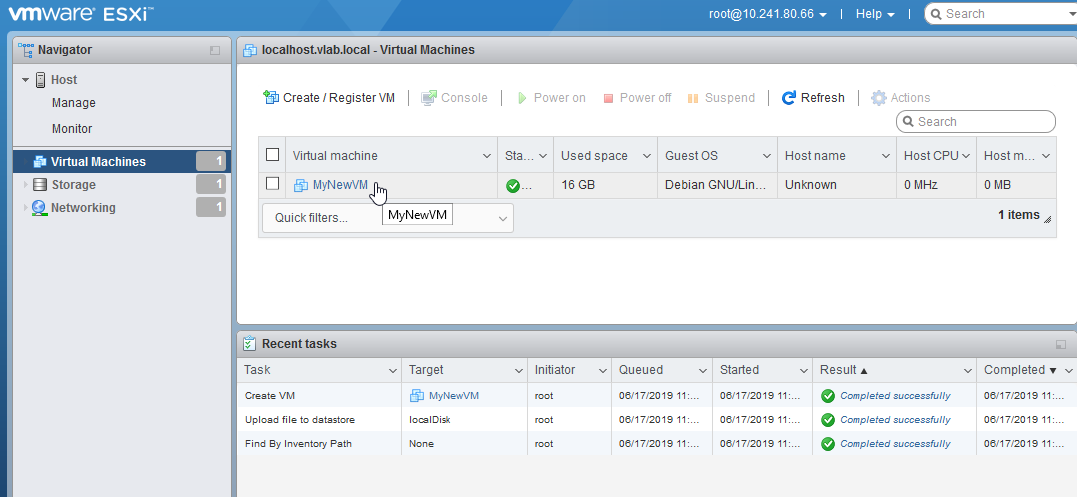 vmware® ESXi™
root@10.241.80.66 | Help | Search
Navigator
Host
Manage
Monitor
Virtual Machines 1
Storage 1
Networking 1
localhost.vlab.local - Virtual Machines
Create / Register VM | Console | Power on Power off Suspend | Refresh | Actions
Search
Virtual machine Sta... Used space Guest OS Host name Host CPU Host m...
MyNewVM ... 16 GB Debian GNU/Lin... Unknown 0 MHz 0 MB
MyNewVM
Quick filters... 1 items
Recent tasks
Task Target Initiator Queued Started Result ▲ Completed ▼
Create VM MyNewVM root 06/17/2019 11:... 06/17/2019 11:... Completed successfully 06/17/2019 11:...
Upload file to datastore localDisk root 06/17/2019 11:... 06/17/2019 11:... Completed successfully 06/17/2019 11:...
Find By Inventory Path None root 06/17/2019 11:... 06/17/2019 11:... Completed successfully 06/17/2019 11:...